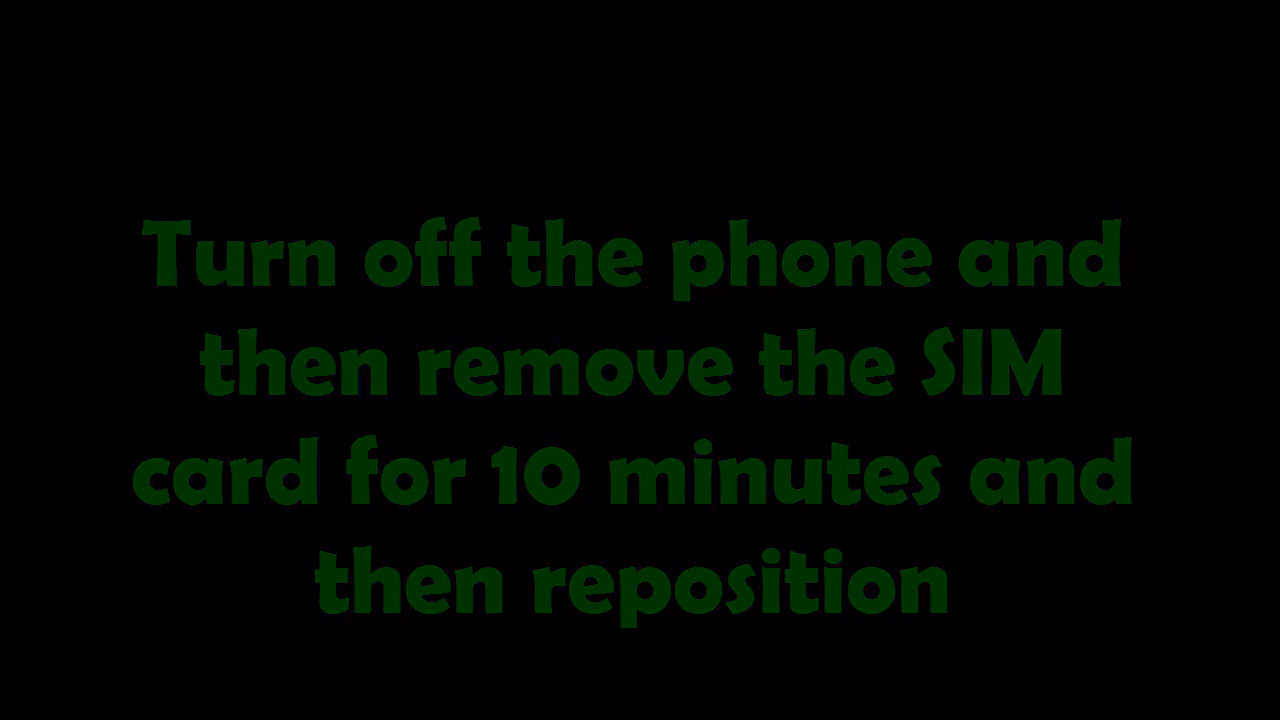 Turn off the phone and
then remove the SIM
card for 10 minutes and
then reposition